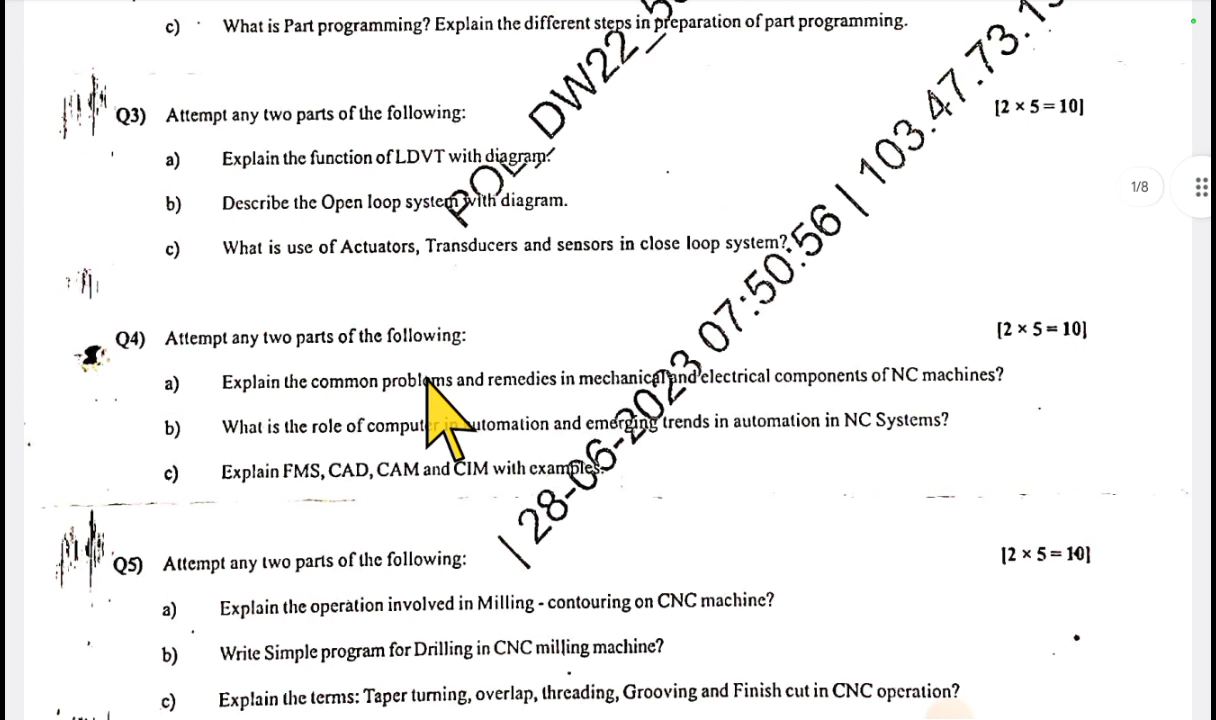 c) What is Part programming? Explain the different steps in preparation of part programming.
Q3) Attempt any two parts of the following: [2 × 5 = 10]
a) Explain the function of LDVT with diagram.
b) Describe the Open loop system with diagram.
c) What is use of Actuators, Transducers and sensors in close loop system?
1/8
Q4) Attempt any two parts of the following: [2 × 5 = 10]
a) Explain the common problems and remedies in mechanical and electrical components of NC machines?
b) What is the role of computer in automation and emerging trends in automation in NC Systems?
c) Explain FMS, CAD, CAM and CIM with examples.
Q5) Attempt any two parts of the following: [2 × 5 = 10]
a) Explain the operation involved in Milling - contouring on CNC machine?
b) Write Simple program for Drilling in CNC milling machine?
c) Explain the terms: Taper turning, overlap, threading, Grooving and Finish cut in CNC operation?
| 28-06-2023 07:50:56 | 103.47.73.